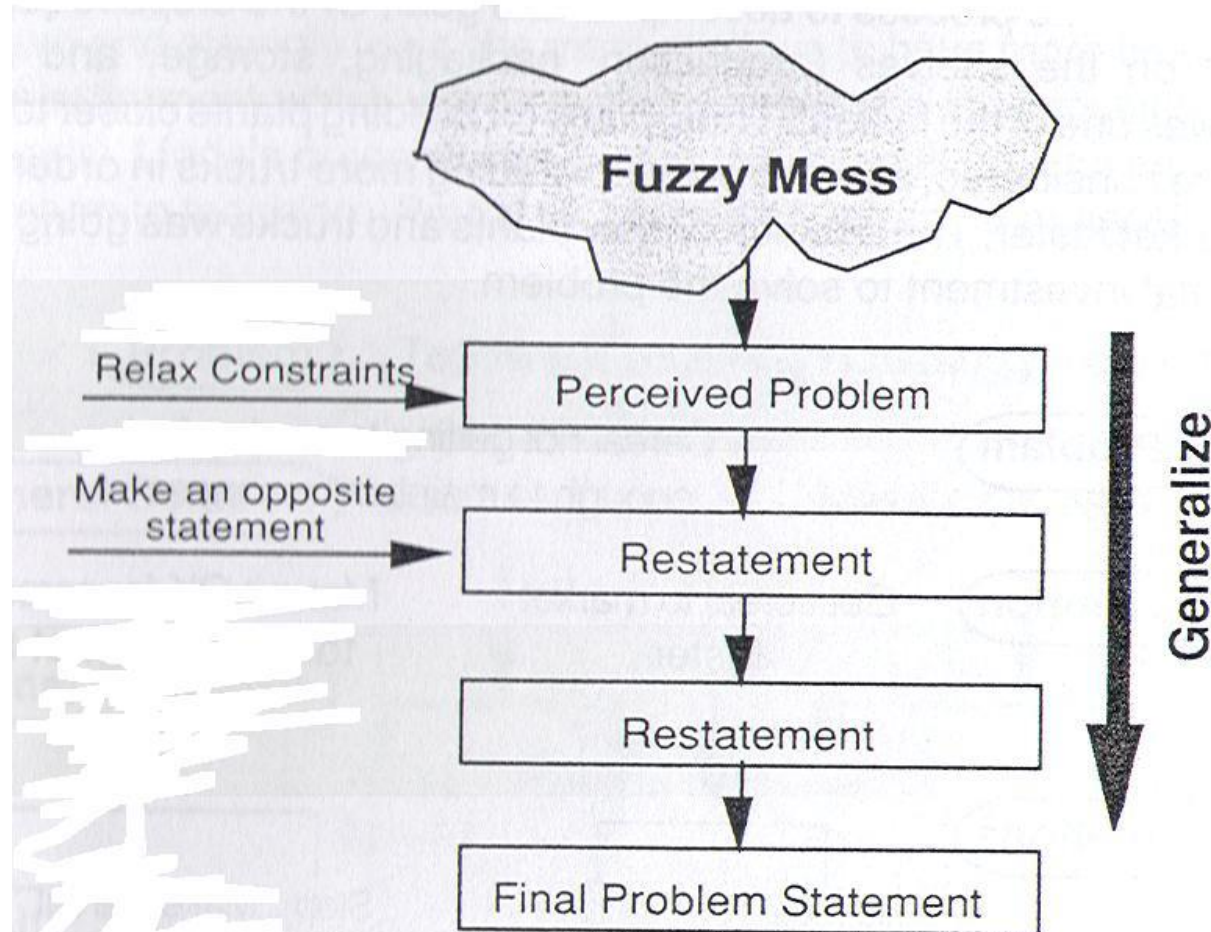 Fuzzy Mess
Relax Constraints
Perceived Problem
Make an opposite
statement
Restatement
Restatement
Final Problem Statement
Generalize